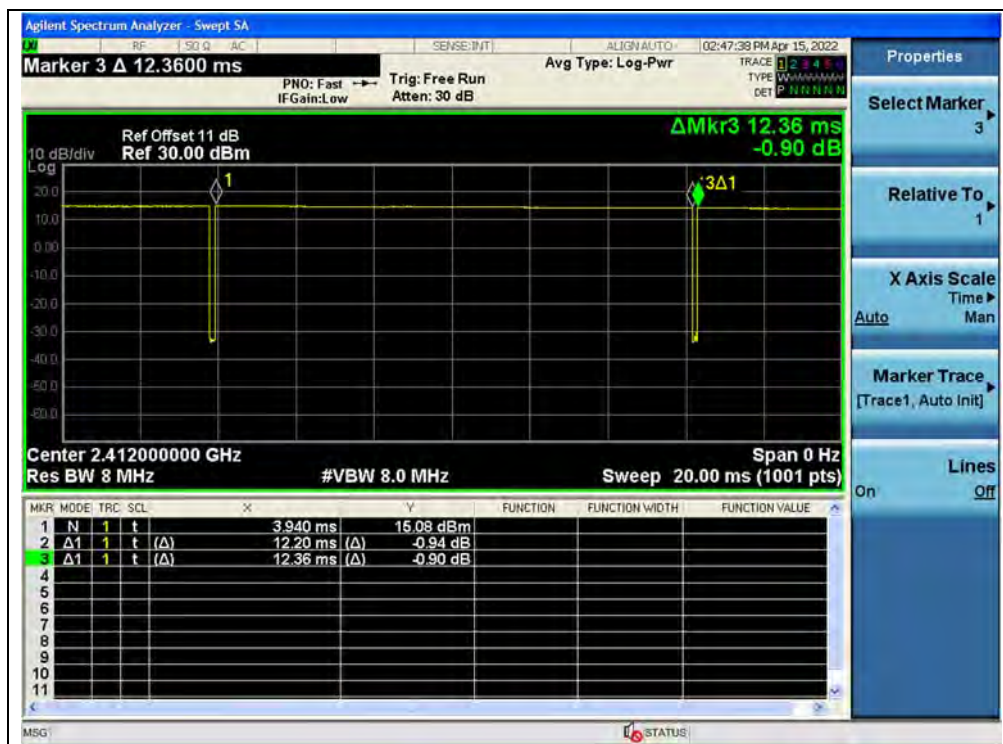 Agilent Spectrum Analyzer - Swept SA
LXI RF 50 Ω AC SENSE:INT ALIGN AUTO 02:47:38 PM Apr 15, 2022
Marker 3 Δ 12.3600 ms
PNO: Fast
IFGain:Low
Trig: Free Run
Atten: 30 dB
Avg Type: Log-Pwr
TRACE 1 2 3 4 5 6
TYPE W
DET P N N N N N
ΔMkr3 12.36 ms
-0.90 dB
Ref Offset 11 dB
10 dB/div Ref 30.00 dBm
Log
20.0
10.0
0.00
-10.0
-20.0
-30.0
-40.0
-50.0
-60.0
1
3Δ1
Center 2.412000000 GHz Span 0 Hz
Res BW 8 MHz #VBW 8.0 MHz Sweep 20.00 ms (1001 pts)
MKR MODE TRC SCL X Y FUNCTION FUNCTION WIDTH FUNCTION VALUE
1 N 1 t 3.940 ms 15.08 dBm
2 Δ1 1 t (Δ) 12.20 ms (Δ) -0.94 dB
3 Δ1 1 t (Δ) 12.36 ms (Δ) -0.90 dB
4
5
6
7
8
9
10
11
MSG STATUS
Properties
Select Marker
3
Relative To
1
X Axis Scale
Time
Auto Man
Marker Trace
[Trace1, Auto Init]
Lines
On Off